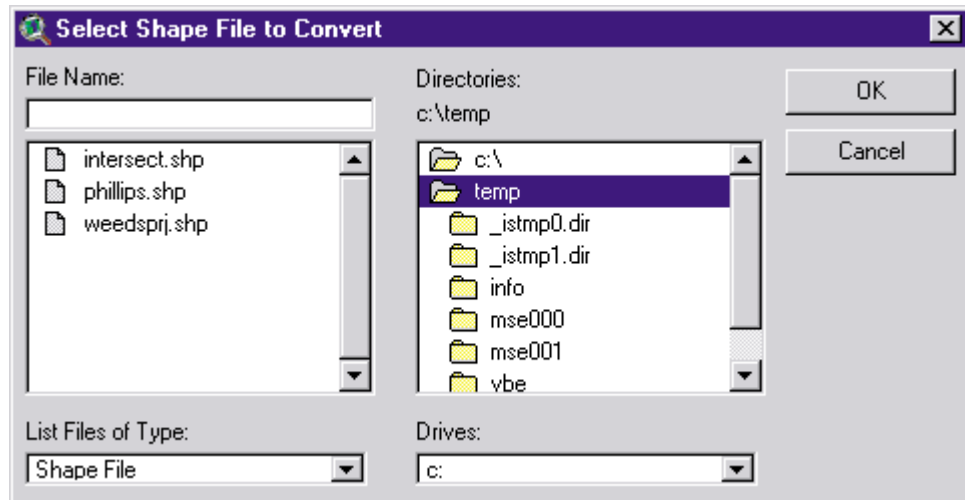 Select Shape File to Convert
File Name:
intersect.shp
phillips.shp
weedsprj.shp
List Files of Type:
Shape File
Directories:
c:\temp
c:\
temp
_istmp0.dir
_istmp1.dir
info
mse000
mse001
vbe
Drives:
c:
OK
Cancel